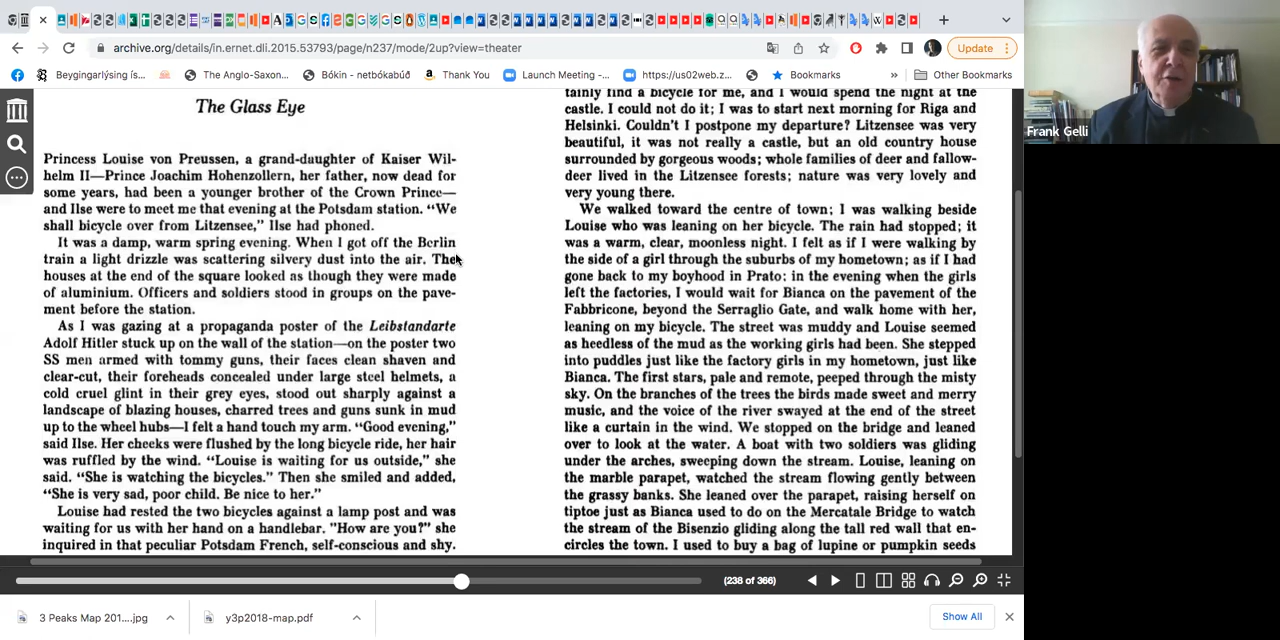 archive.org/details/in.ernet.dli.2015.53793/page/n237/mode/2up?view=theater
Update
Beygingarlýsing ís...
The Anglo-Saxon...
Bókin - netbókabúð
Thank You
Launch Meeting -...
https://us02web.z...
Bookmarks
»
Other Bookmarks
The Glass Eye
Princess Louise von Preussen, a grand-daughter of Kaiser Wil-
helm II—Prince Joachim Hohenzollern, her father, now dead for
some years, had been a younger brother of the Crown Prince—
and Ilse were to meet me that evening at the Potsdam station. "We
shall bicycle over from Litzensee," Ilse had phoned.
It was a damp, warm spring evening. When I got off the Berlin
train a light drizzle was scattering silvery dust into the air. The
houses at the end of the square looked as though they were made
of aluminium. Officers and soldiers stood in groups on the pave-
ment before the station.
As I was gazing at a propaganda poster of the Leibstandarte
Adolf Hitler stuck up on the wall of the station—on the poster two
SS men armed with tommy guns, their faces clean shaven and
clear-cut, their foreheads concealed under large steel helmets, a
cold cruel glint in their grey eyes, stood out sharply against a
landscape of blazing houses, charred trees and guns sunk in mud
up to the wheel hubs—I felt a hand touch my arm. "Good evening,"
said Ilse. Her cheeks were flushed by the long bicycle ride, her hair
was ruffled by the wind. "Louise is waiting for us outside," she
said. "She is watching the bicycles." Then she smiled and added,
"She is very sad, poor child. Be nice to her."
Louise had rested the two bicycles against a lamp post and was
waiting for us with her hand on a handlebar. "How are you?" she
inquired in that peculiar Potsdam French, self-conscious and shy.
tainly find a bicycle for me, and I would spend the night at the
castle. I could not do it; I was to start next morning for Riga and
Helsinki. Couldn't I postpone my departure? Litzensee was very
beautiful, it was not really a castle, but an old country house
surrounded by gorgeous woods; whole families of deer and fallow-
deer lived in the Litzensee forests; nature was very lovely and
very young there.
We walked toward the centre of town; I was walking beside
Louise who was leaning on her bicycle. The rain had stopped; it
was a warm, clear, moonless night. I felt as if I were walking by
the side of a girl through the suburbs of my hometown; as if I had
gone back to my boyhood in Prato: in the evening when the girls
left the factories, I would wait for Bianca on the pavement of the
Fabbricone, beyond the Serraglio Gate, and walk home with her,
leaning on my bicycle. The street was muddy and Louise seemed
as heedless of the mud as the working girls had been. She stepped
into puddles just like the factory girls in my hometown, just like
Bianca. The first stars, pale and remote, peeped through the misty
sky. On the branches of the trees the birds made sweet and merry
music, and the voice of the river swayed at the end of the street
like a curtain in the wind. We stopped on the bridge and leaned
over to look at the water. A boat with two soldiers was gliding
under the arches, sweeping down the stream. Louise, leaning on
the marble parapet, watched the stream flowing gently between
the grassy banks. She leaned over the parapet, raising herself on
tiptoe just as Bianca used to do on the Mercatale Bridge to watch
the stream of the Bisenzio gliding along the tall red wall that en-
circles the town. I used to buy a bag of lupine or pumpkin seeds
Frank Gelli
(238 of 366)
3 Peaks Map 201....jpg
y3p2018-map.pdf
Show All